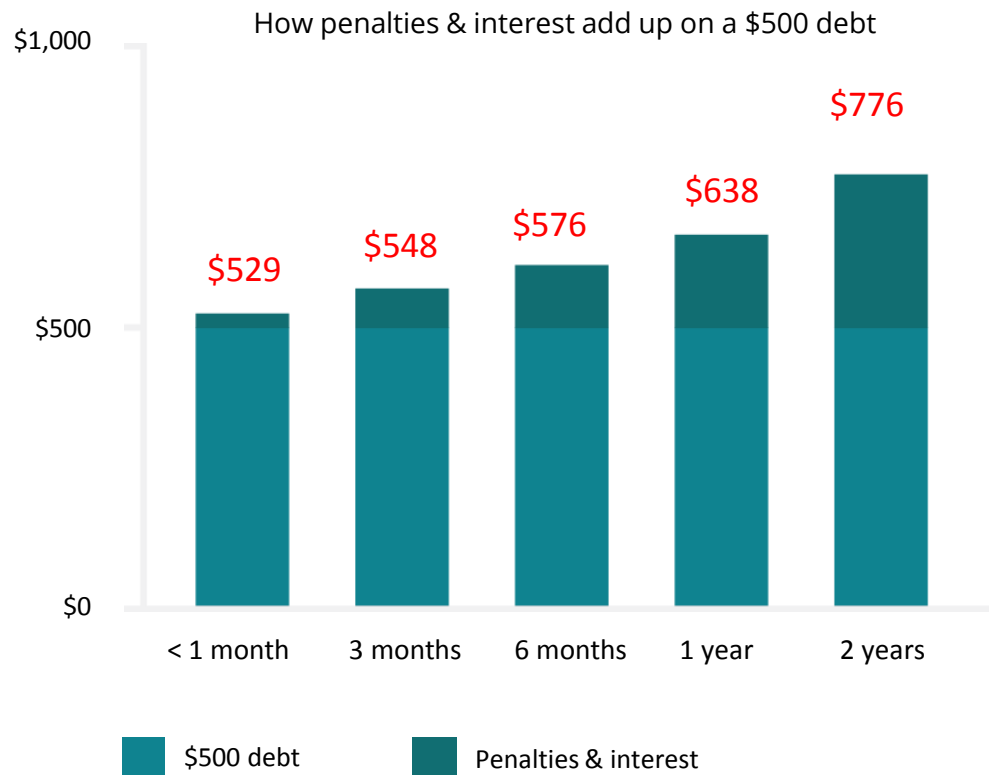 How penalties & interest add up on a $500 debt
$1,000
$776
$638
$576
$548
$529
$500
$0
< 1 month
3 months
6 months
1 year
2 years
$500 debt
Penalties & interest